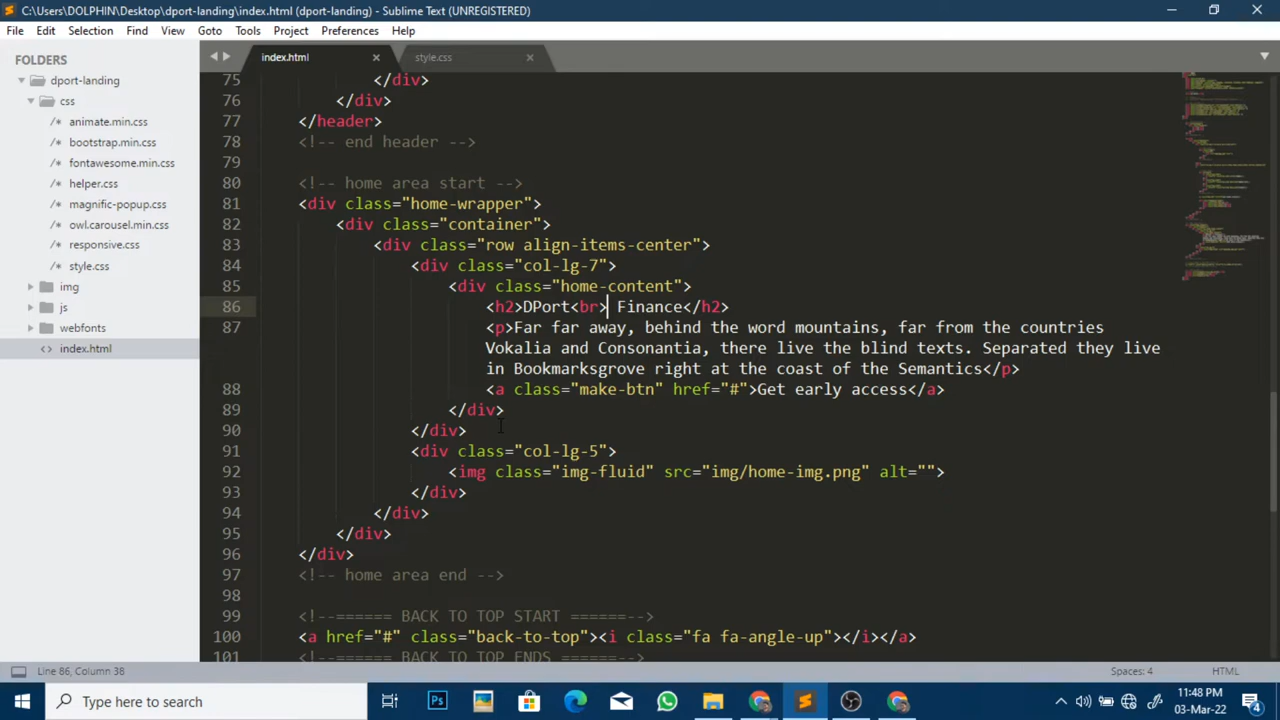 C:\Users\DOLPHIN\Desktop\dport-landing\index.html (dport-landing) - Sublime Text (UNREGISTERED)
File Edit Selection Find View Goto Tools Project Preferences Help
FOLDERS
dport-landing
css
/* animate.min.css
/* bootstrap.min.css
/* fontawesome.min.css
/* helper.css
/* magnific-popup.css
/* owl.carousel.min.css
/* responsive.css
/* style.css
img
js
webfonts
<> index.html
index.html × style.css ×
75 </div>
76 </div>
77 </header>
78 <!-- end header -->
79
80 <!-- home area start -->
81 <div class="home-wrapper">
82 <div class="container">
83 <div class="row align-items-center">
84 <div class="col-lg-7">
85 <div class="home-content">
86 <h2>DPort<br> Finance</h2>
87 <p>Far far away, behind the word mountains, far from the countries
Vokalia and Consonantia, there live the blind texts. Separated they live
in Bookmarksgrove right at the coast of the Semantics</p>
88 <a class="make-btn" href="#">Get early access</a>
89 </div>
90 </div>
91 <div class="col-lg-5">
92 <img class="img-fluid" src="img/home-img.png" alt="">
93 </div>
94 </div>
95 </div>
96 </div>
97 <!-- home area end -->
98
99 <!--====== BACK TO TOP START ======-->
100 <a href="#" class="back-to-top"><i class="fa fa-angle-up"></i></a>
101 <!--====== BACK TO TOP ENDS ======-->
Line 86, Column 38 Spaces: 4 HTML
Type here to search
Ps
11:48 PM
03-Mar-22
4